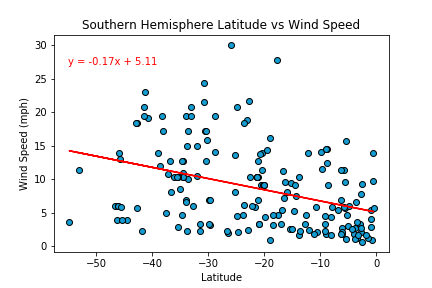 Southern Hemisphere Latitude vs Wind Speed
30
y = -0.17x + 5.11
25
20
15
10
5
0
Wind Speed (mph)
−50 −40 −30 −20 −10 0
Latitude